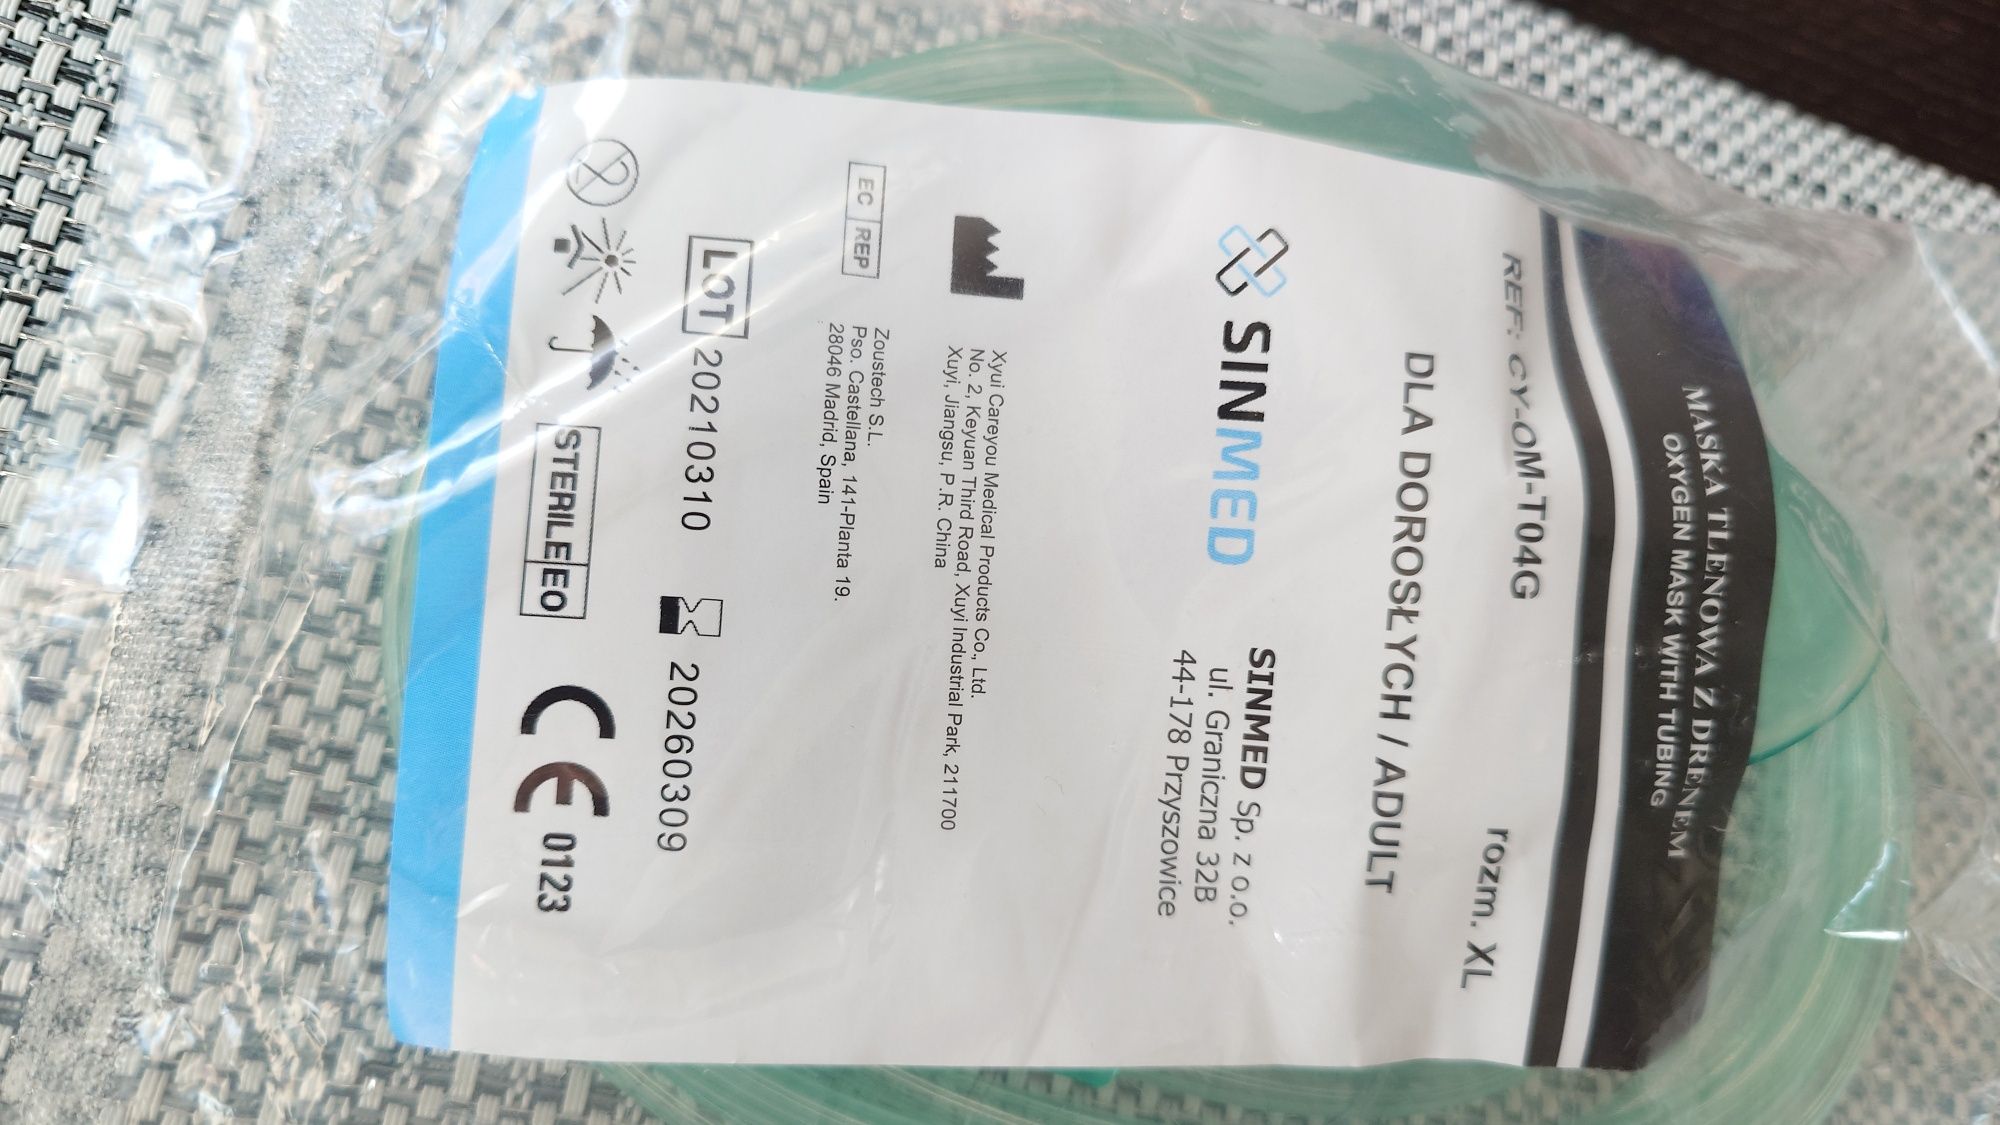 MASKA TLENOWA Z DRENEM
OXYGEN MASK WITH TUBING
REF: CY-OM-T04G
rozm. XL
DLA DOROSŁYCH / ADULT
SINMED
SINMED Sp. z o.o.
ul. Graniczna 32B
44-178 Przyszowice
Xyui Careyou Medical Products Co., Ltd.
No. 2, Keyuan Third Road, Xuyi Industrial Park, 211700
Xuyi, Jiangsu, P.R. China
EC REP
Zoustech S.L.
Pso. Castellana, 141-Planta 19.
28046 Madrid, Spain
LOT 20210310
20260309
2
STERILE EO
CE 0123